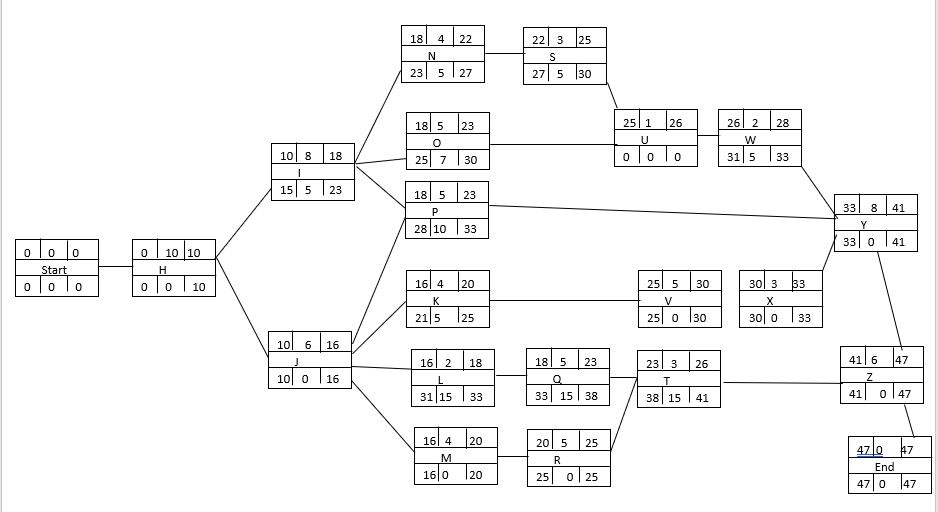 18 4 22
N
23 5 27
22 3 25
S
27 5 30
18 5 23
O
25 7 30
25 1 26
U
0 0 0
26 2 28
W
31 5 33
10 8 18
I
15 5 23
18 5 23
P
28 10 33
33 8 41
Y
33 0 41
0 0 0
Start
0 0 0
0 10 10
H
0 0 10
16 4 20
K
21 5 25
25 5 30
V
25 0 30
30 3 33
X
30 0 33
10 6 16
J
10 0 16
16 2 18
L
31 15 33
18 5 23
Q
33 15 38
23 3 26
T
38 15 41
41 6 47
Z
41 0 47
16 4 20
M
16 0 20
20 5 25
R
25 0 25
47 0 47
End
47 0 47